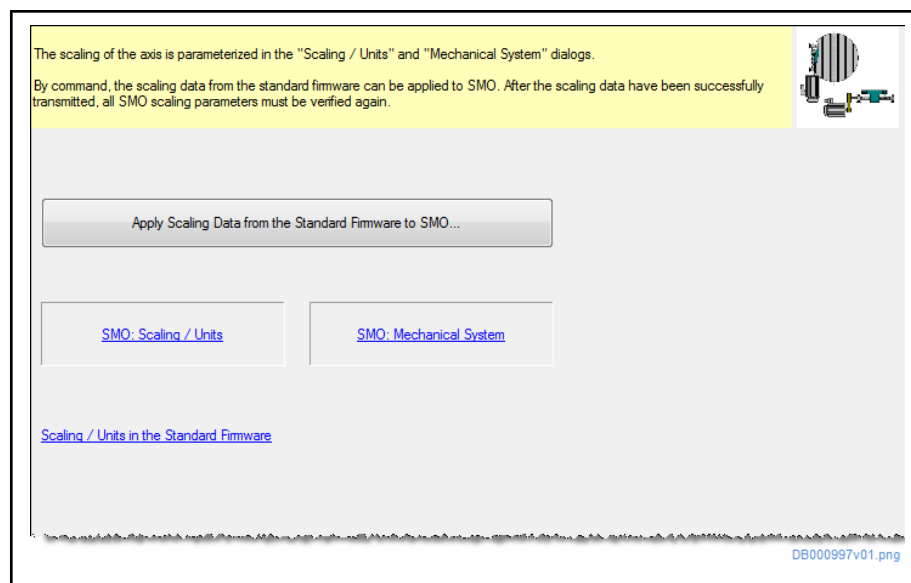 The scaling of the axis is parameterized in the "Scaling / Units" and "Mechanical System" dialogs.
By command, the scaling data from the standard firmware can be applied to SMO. After the scaling data have been successfully
transmitted, all SMO scaling parameters must be verified again.
Apply Scaling Data from the Standard Firmware to SMO...
SMO: Scaling / Units
SMO: Mechanical System
Scaling / Units in the Standard Firmware
DB000997v01.png